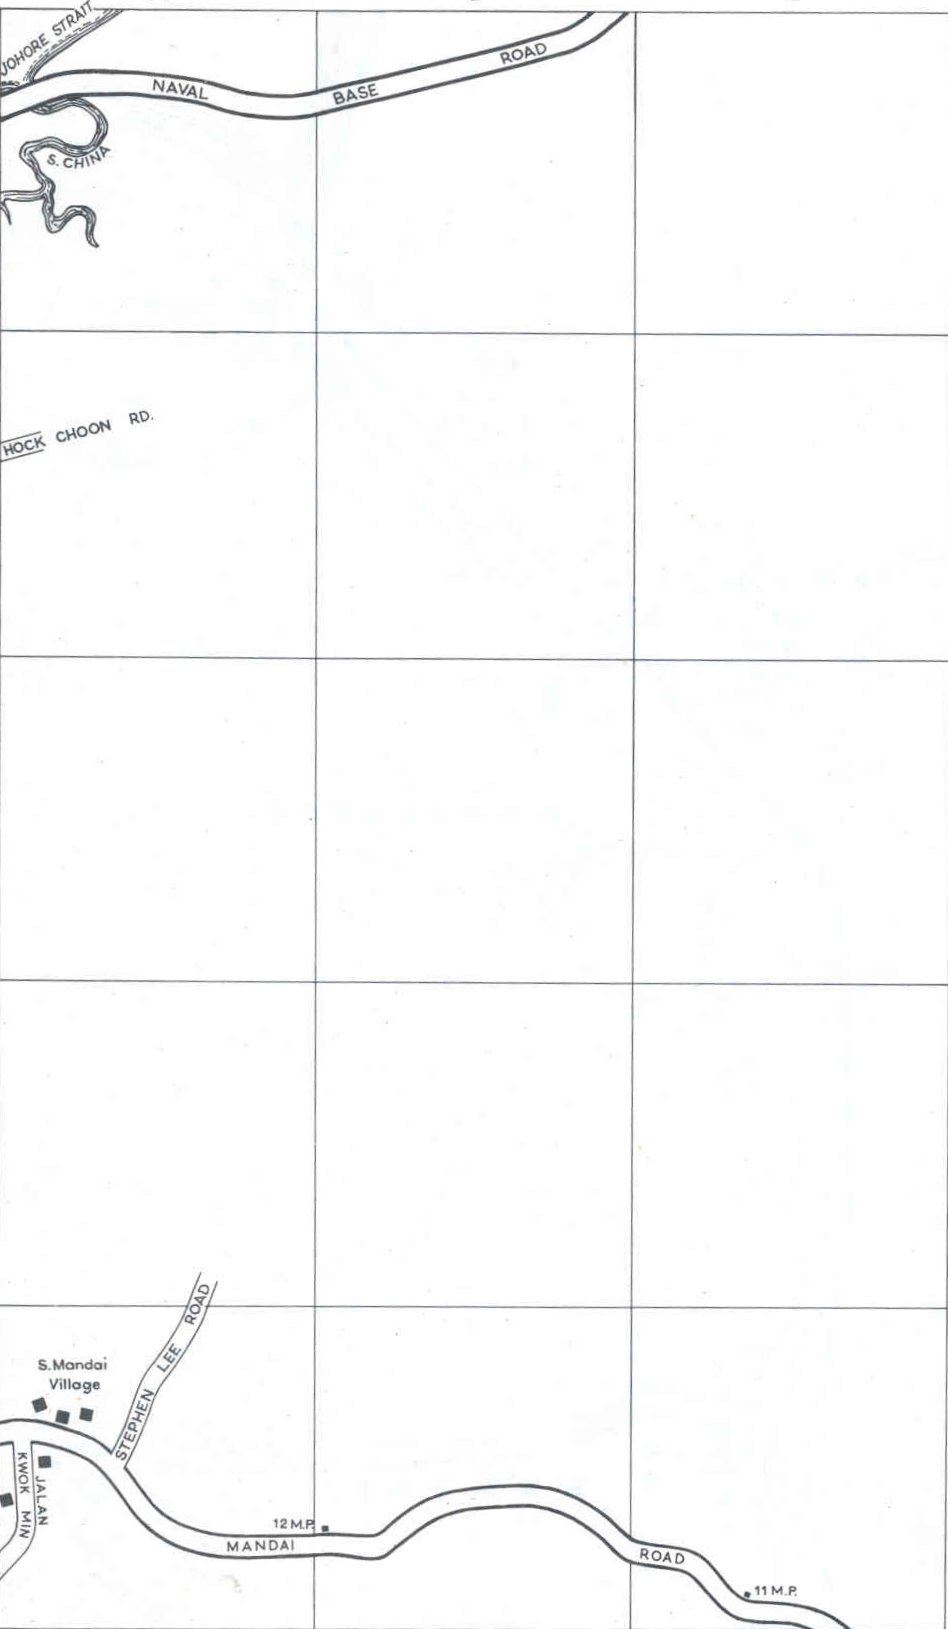 JOHORE STRAIT
NAVAL BASE ROAD
S. CHINA
HOCK CHOON RD.
STEPHEN LEE ROAD
S. Mandai
Village
KWOK MIN
JALAN
12 M.P.
MANDAI ROAD
11 M.P.